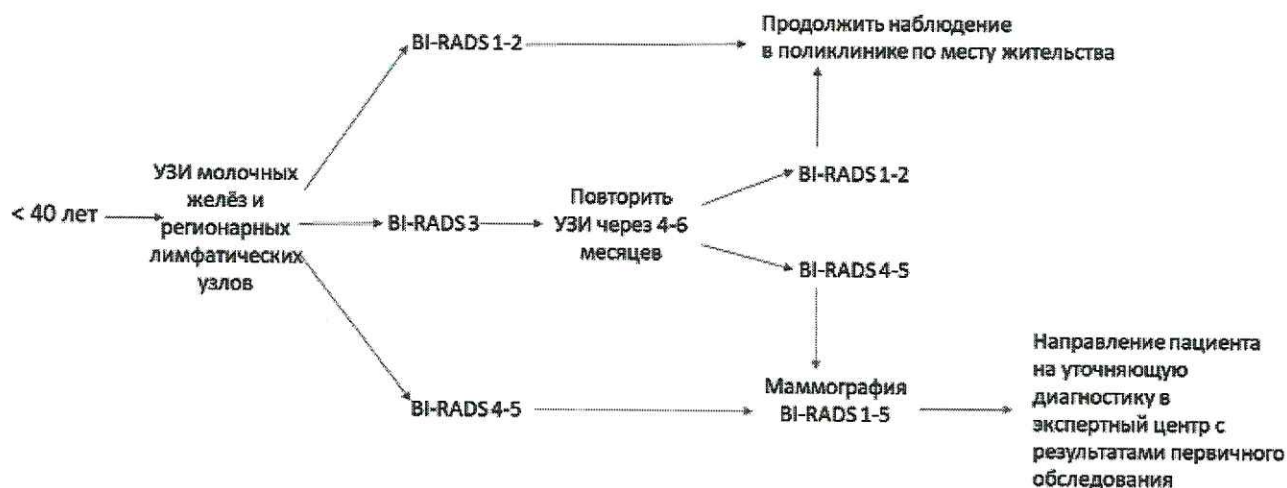 < 40 лет
УЗИ молочных
желёз и
регионарных
лимфатических
узлов
BI-RADS 1-2
Продолжить наблюдение
в поликлинике по месту жительства
BI-RADS 3
Повторить
УЗИ через 4-6
месяцев
BI-RADS 1-2
BI-RADS 4-5
BI-RADS 4-5
Маммография
BI-RADS 1-5
Направление пациента
на уточняющую
диагностику в
экспертный центр с
результатами первичного
обследования